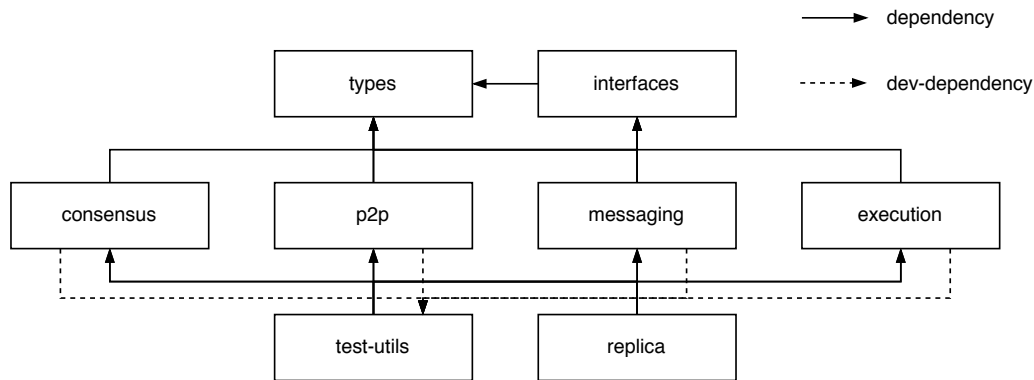 dependency
types
interfaces
dev-dependency
consensus
p2p
messaging
execution
test-utils
replica